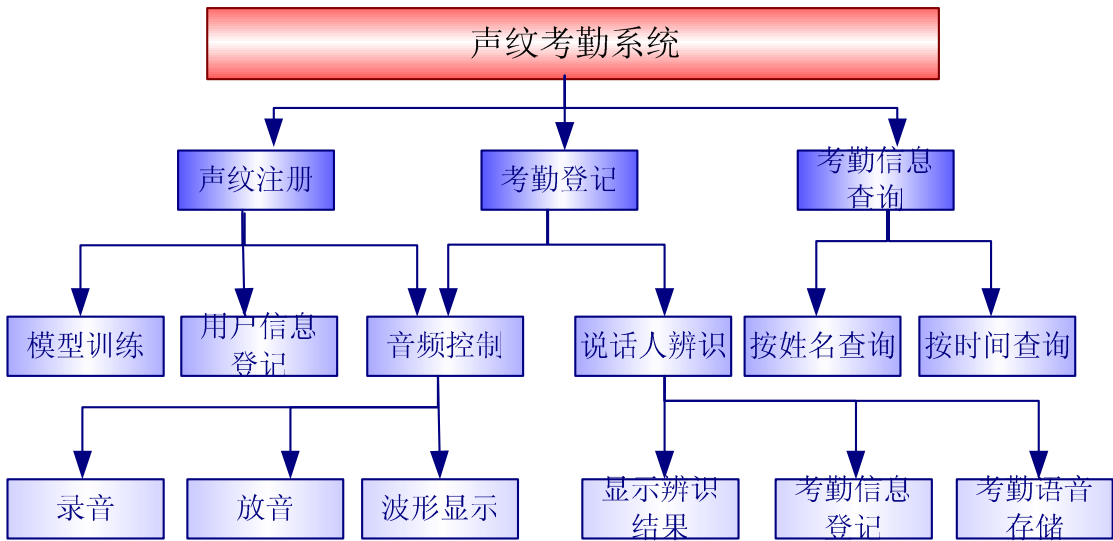 声纹考勤系统
声纹注册
考勤登记
考勤信息
查询
模型训练
用户信息
登记
音频控制
说话人辨识
按姓名查询
按时间查询
录音
放音
波形显示
显示辨识
结果
考勤信息
登记
考勤语音
存储